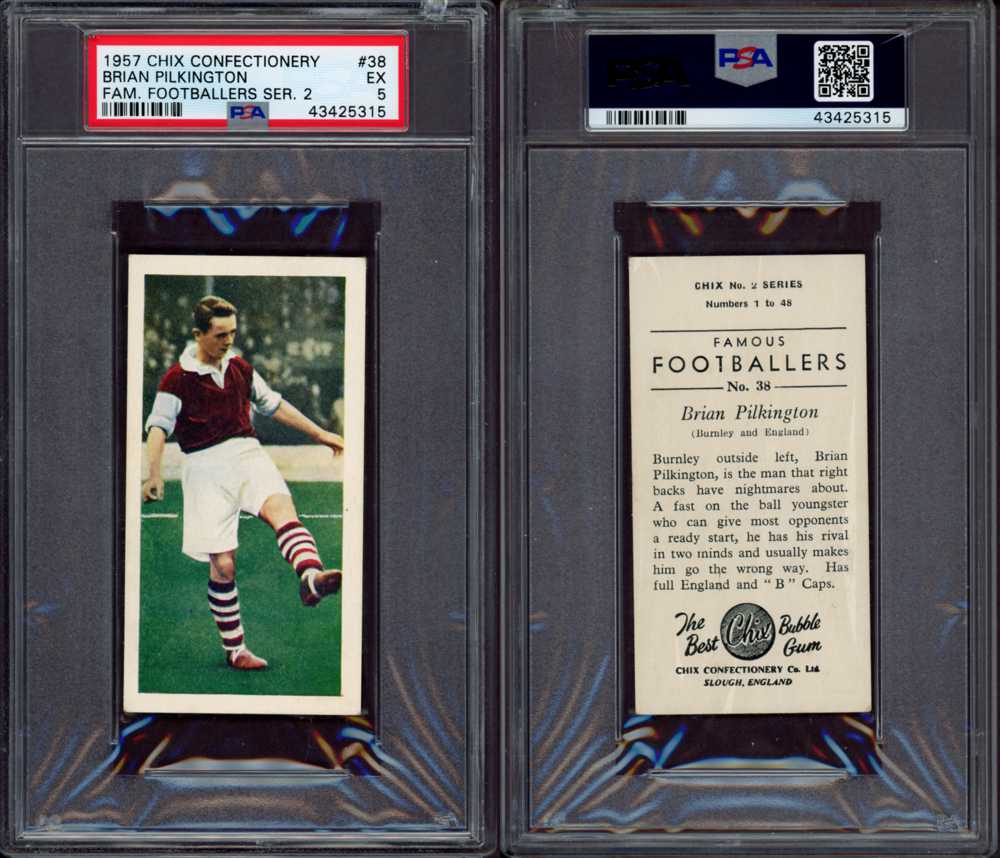 1957 CHIX CONFECTIONERY #38
BRIAN PILKINGTON EX
FAM. FOOTBALLERS SER. 2 5
PSA 43425315
PSA PSA
43425315
CHIX No. 2 SERIES
Numbers 1 to 48
FAMOUS
FOOTBALLERS
No. 38
Brian Pilkington
(Burnley and England)
Burnley outside left, Brian
Pilkington, is the man that right
backs have nightmares about.
A fast on the ball youngster
who can give most opponents
a ready start, he has his rival
in two minds and usually makes
him go the wrong way. Has
full England and "B" Caps.
The Best Chix Bubble Gum
CHIX CONFECTIONERY Co. Ltd.
SLOUGH, ENGLAND